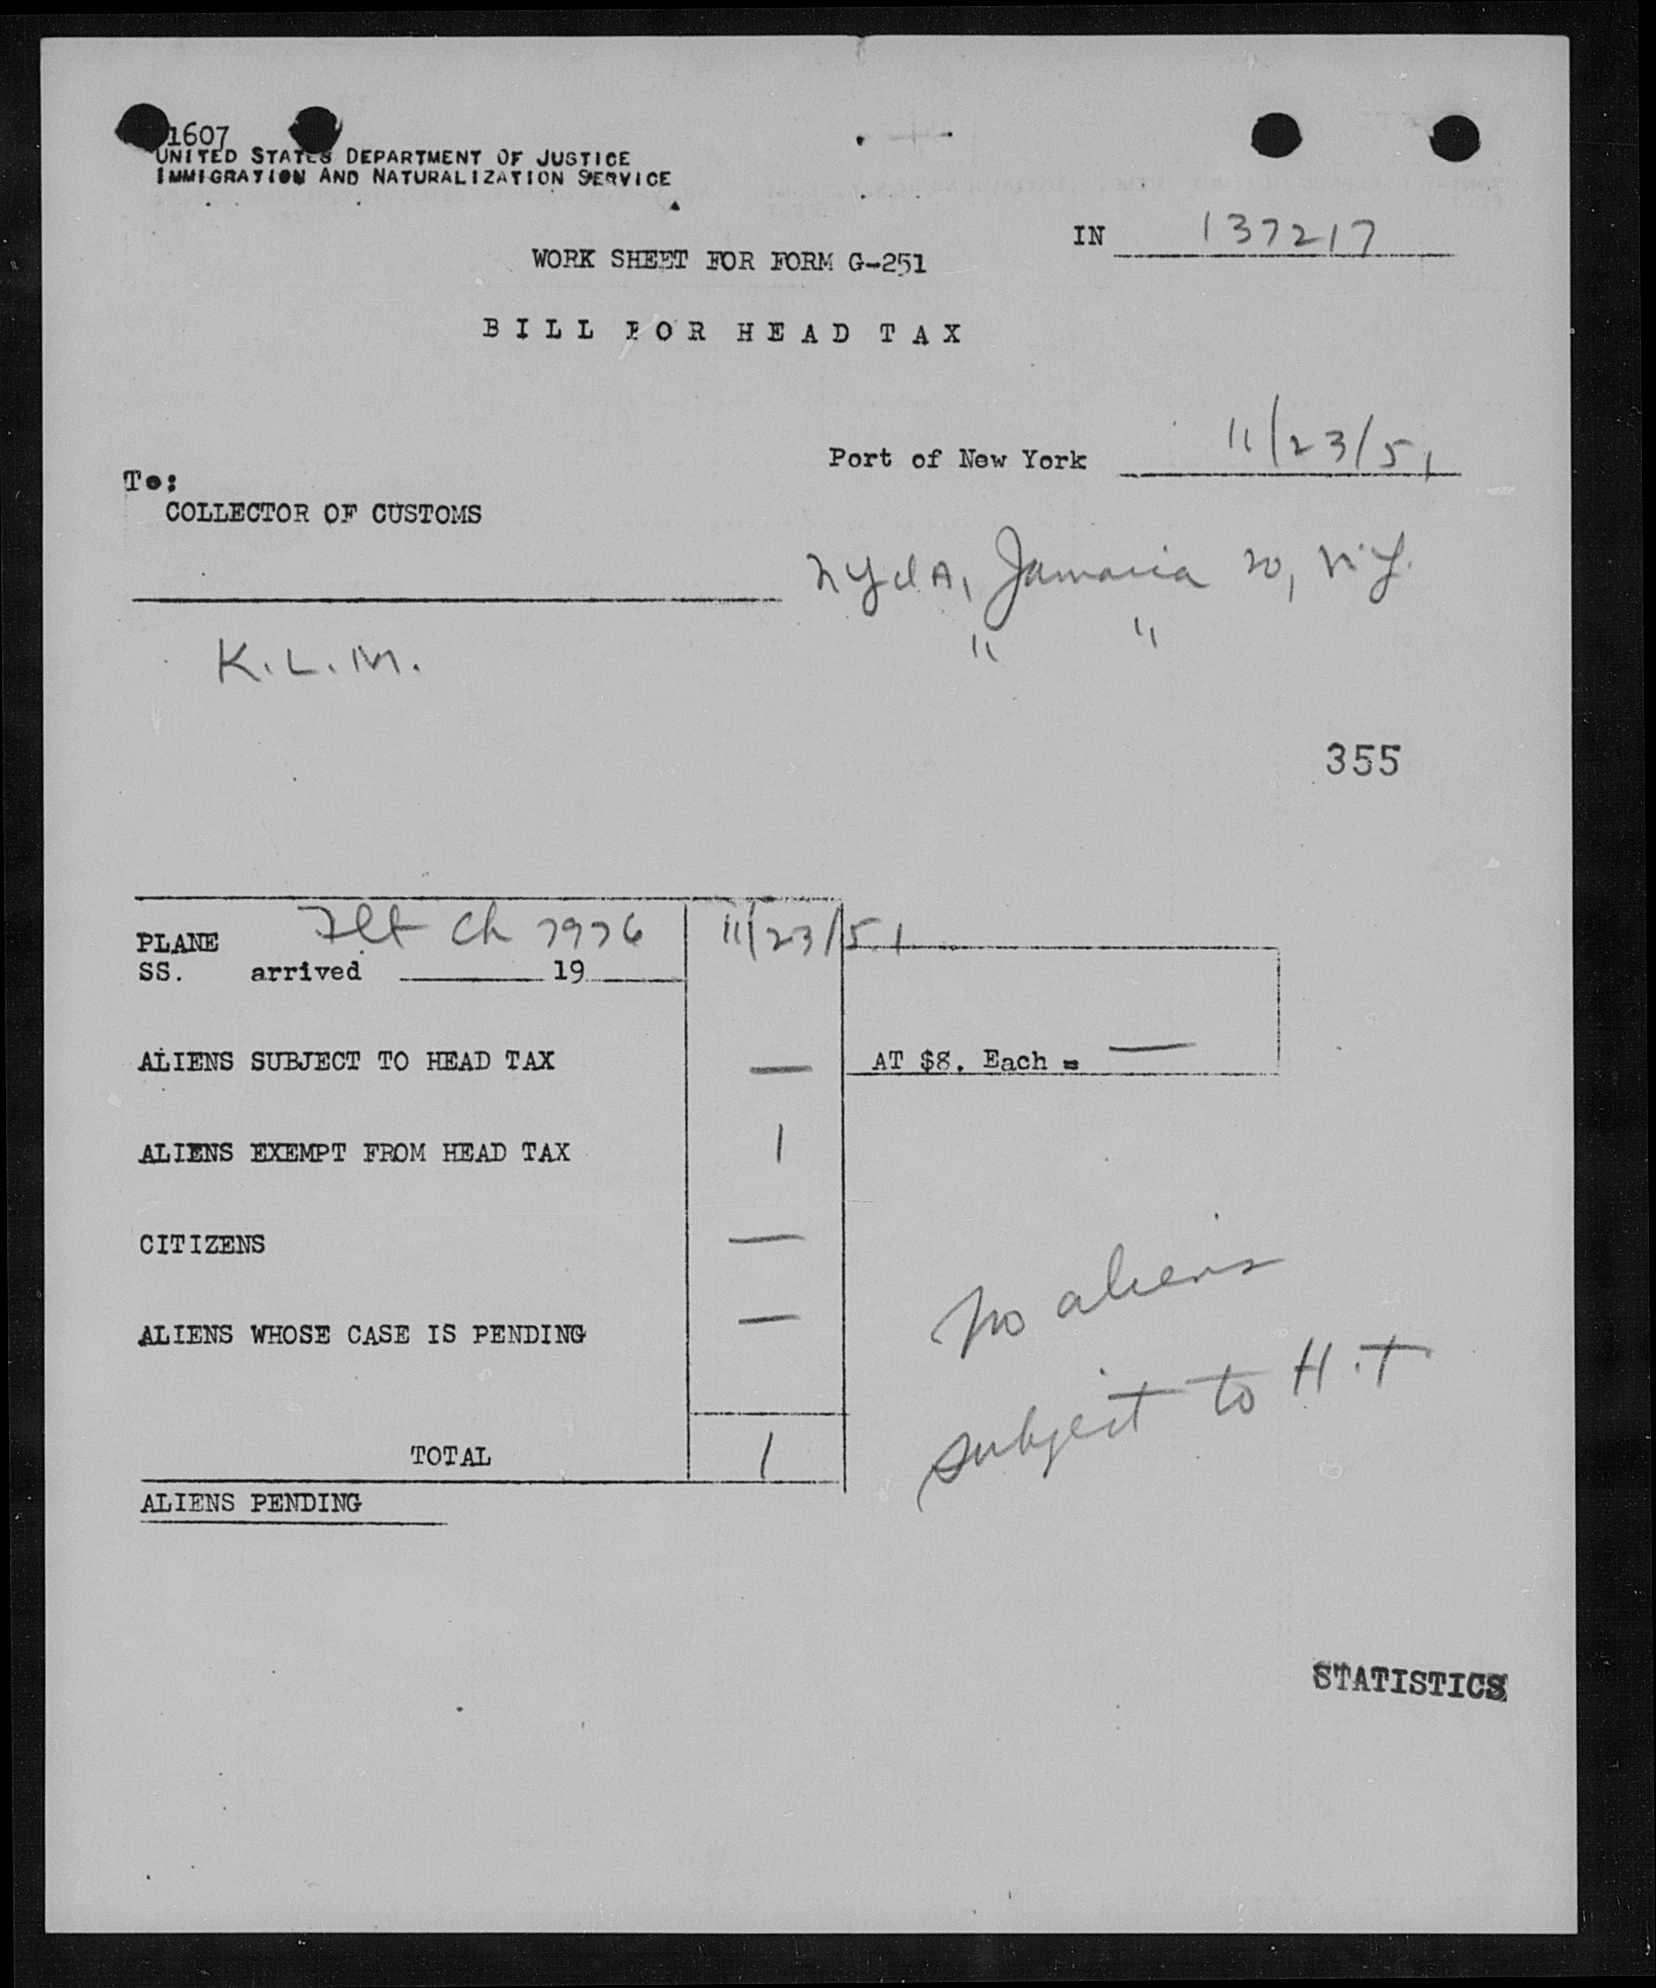 1607
UNITED STATES DEPARTMENT OF JUSTICE
IMMIGRATION AND NATURALIZATION SERVICE
IN 137217
WORK SHEET FOR FORM G-251
BILL FOR HEAD TAX
Port of New York 11/23/51
To:
COLLECTOR OF CUSTOMS
Jamaica 20, N.Y.
K.L.M. " "
355
PLANE Flt Ch 7976 11/23/51
SS. arrived 19
ALIENS SUBJECT TO HEAD TAX — AT $8. Each = —
ALIENS EXEMPT FROM HEAD TAX 1
CITIZENS —
ALIENS WHOSE CASE IS PENDING —
No aliens
subject to H.T
TOTAL 1
ALIENS PENDING
STATISTICS